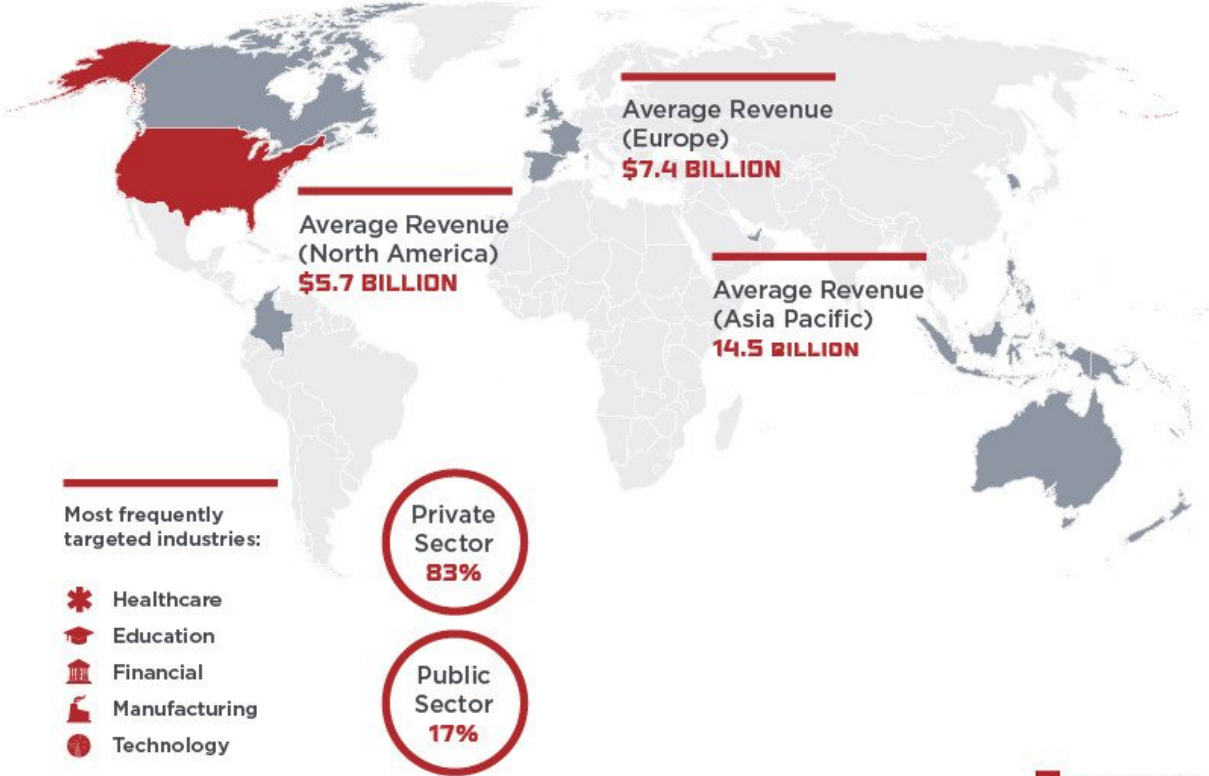 Average Revenue
(Europe)
$7.4 BILLION
Average Revenue
(North America)
$5.7 BILLION
Average Revenue
(Asia Pacific)
14.5 BILLION
Most frequently
targeted industries:
Healthcare
Education
Financial
Manufacturing
Technology
Private
Sector
83%
Public
Sector
17%